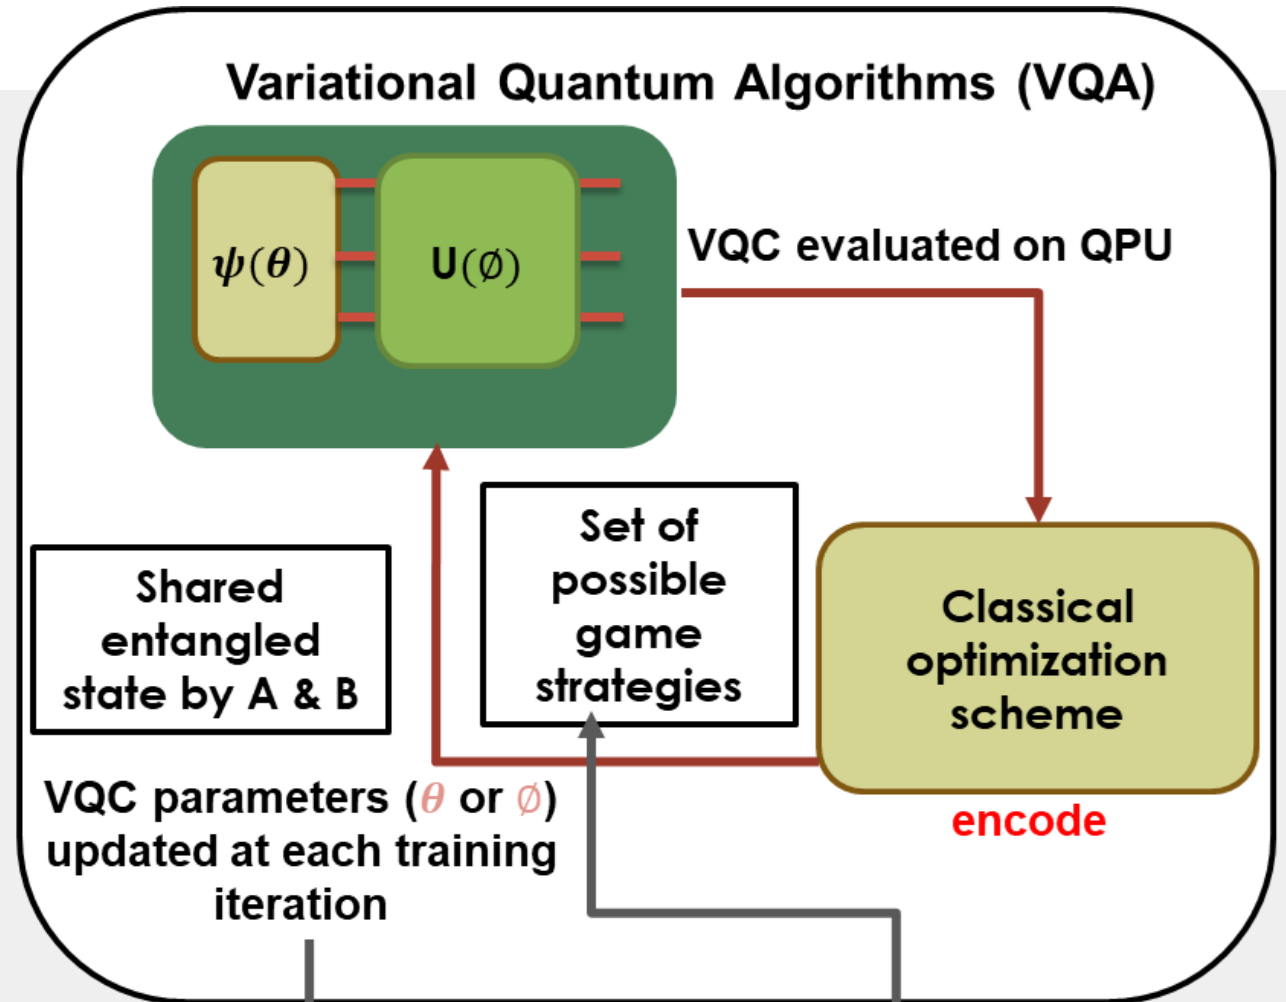 Variational Quantum Algorithms (VQA)
ψ(θ)
U(∅)
VQC evaluated on QPU
Shared
entangled
state by A & B
Set of
possible
game
strategies
Classical
optimization
scheme
encode
VQC parameters (θ or ∅)
updated at each training
iteration